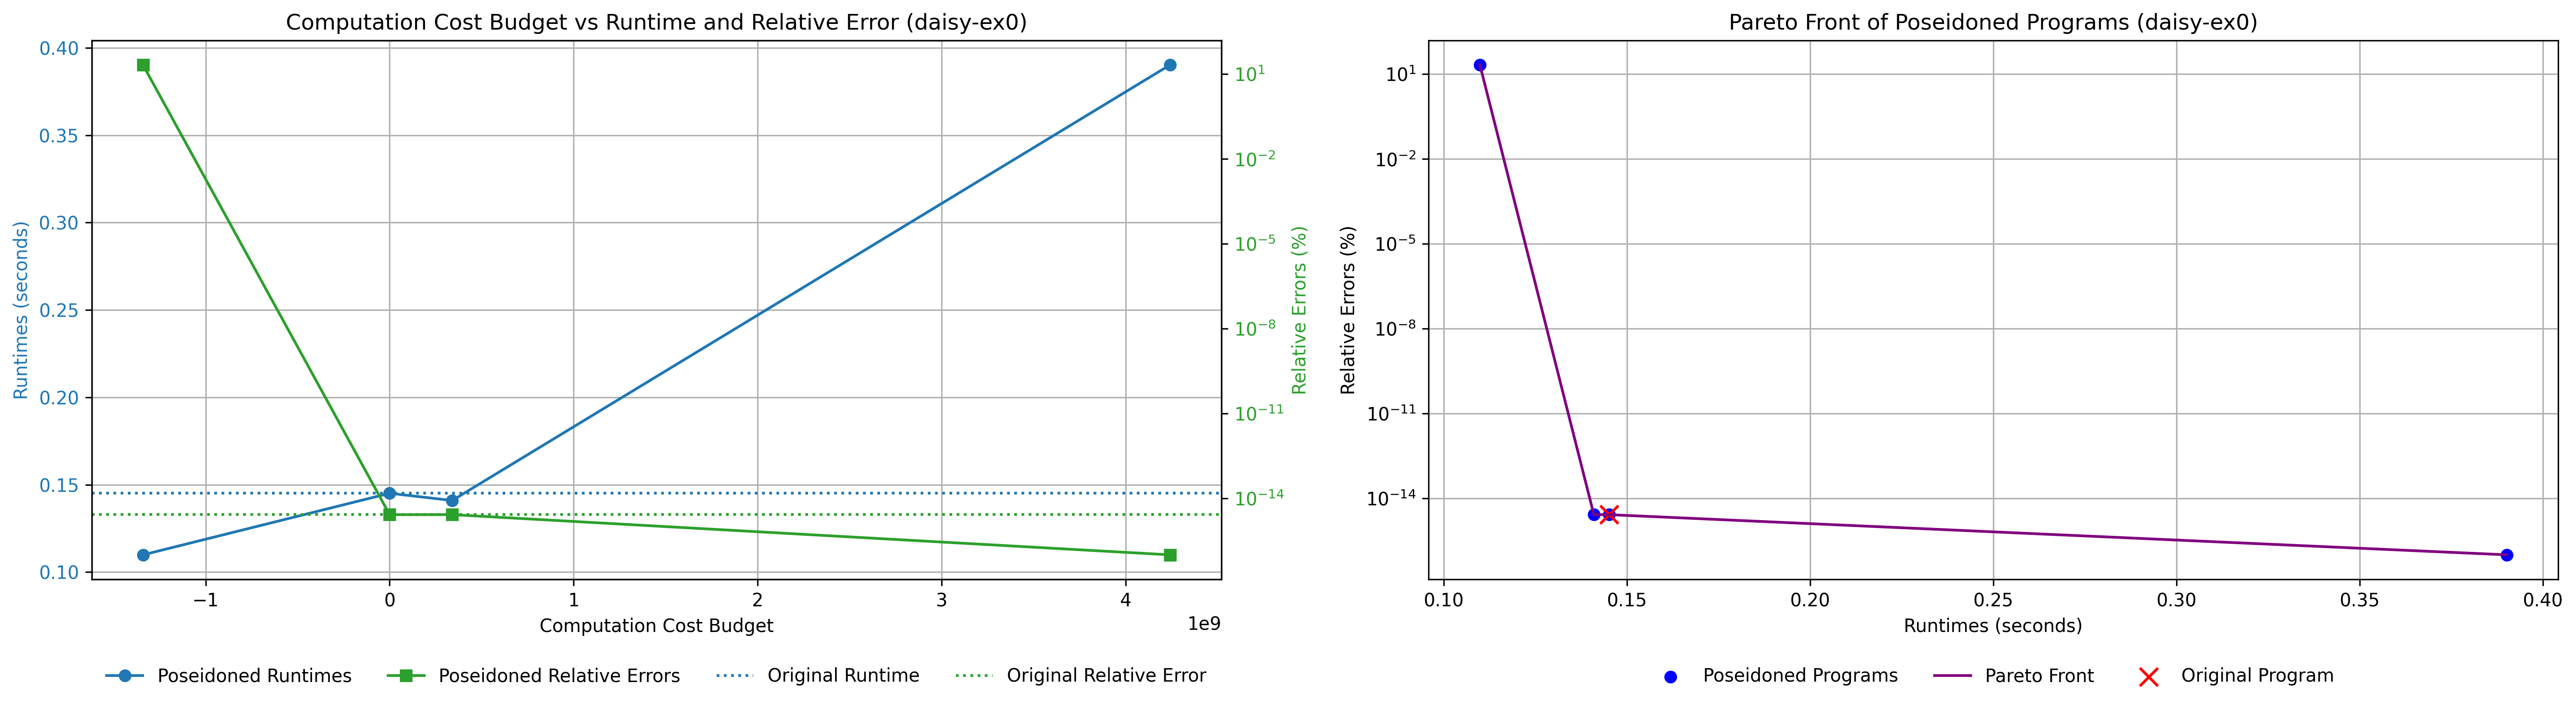 Computation Cost Budget vs Runtime and Relative Error (daisy-ex0)
0.40
0.35
0.30
0.25
0.20
0.15
0.10
Runtimes (seconds)
10^1
10^-2
10^-5
10^-8
10^-11
10^-14
Relative Errors (%)
−1 0 1 2 3 4
1e9
Computation Cost Budget
Poseidoned Runtimes Poseidoned Relative Errors Original Runtime Original Relative Error
Pareto Front of Poseidoned Programs (daisy-ex0)
10^1
10^-2
10^-5
10^-8
10^-11
10^-14
Relative Errors (%)
0.10 0.15 0.20 0.25 0.30 0.35 0.40
Runtimes (seconds)
Poseidoned Programs Pareto Front Original Program